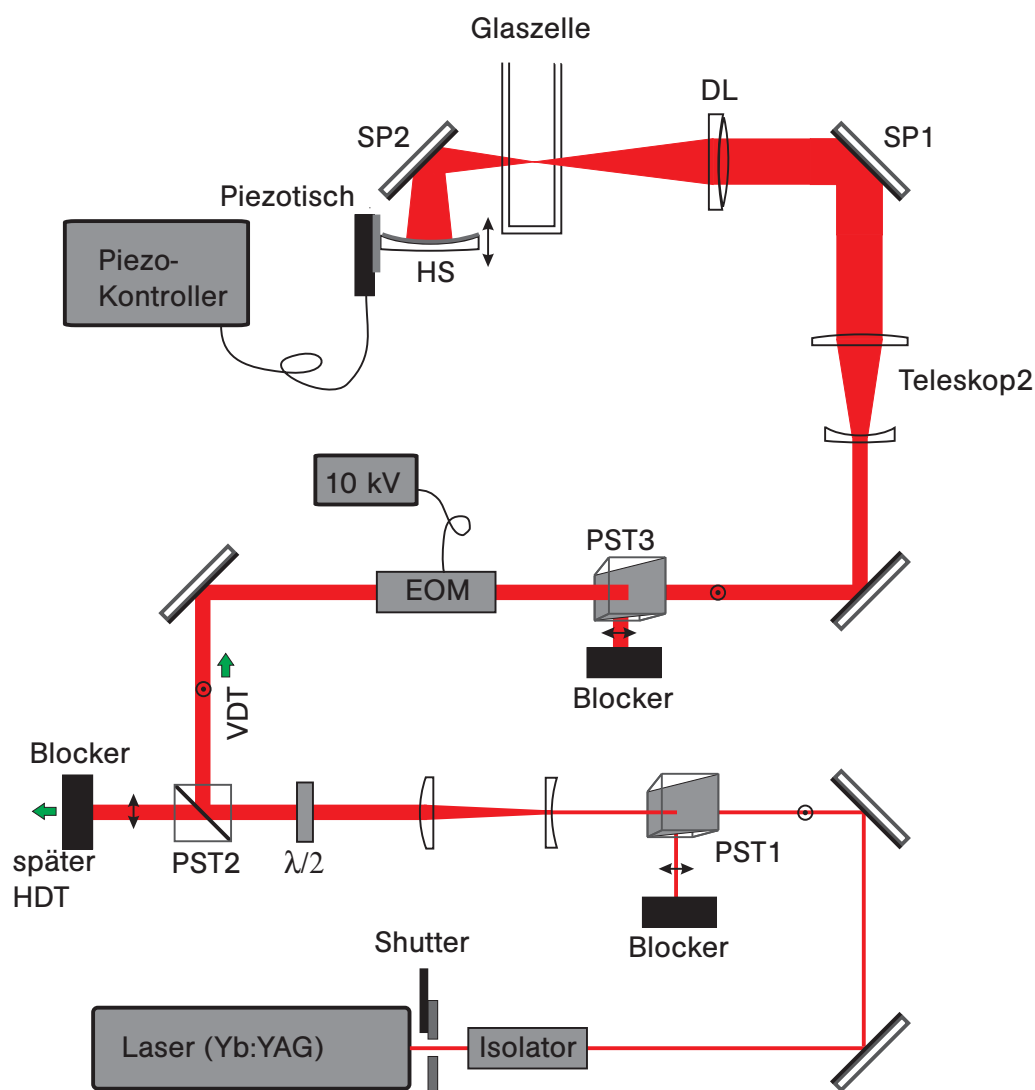 Glaszelle
DL
SP2
SP1
Piezotisch
Piezo-
Kontroller
HS
Teleskop2
10 kV
PST3
EOM
Blocker
VDT
Blocker
PST2
λ/2
PST1
später
HDT
Blocker
Shutter
Laser (Yb:YAG)
Isolator